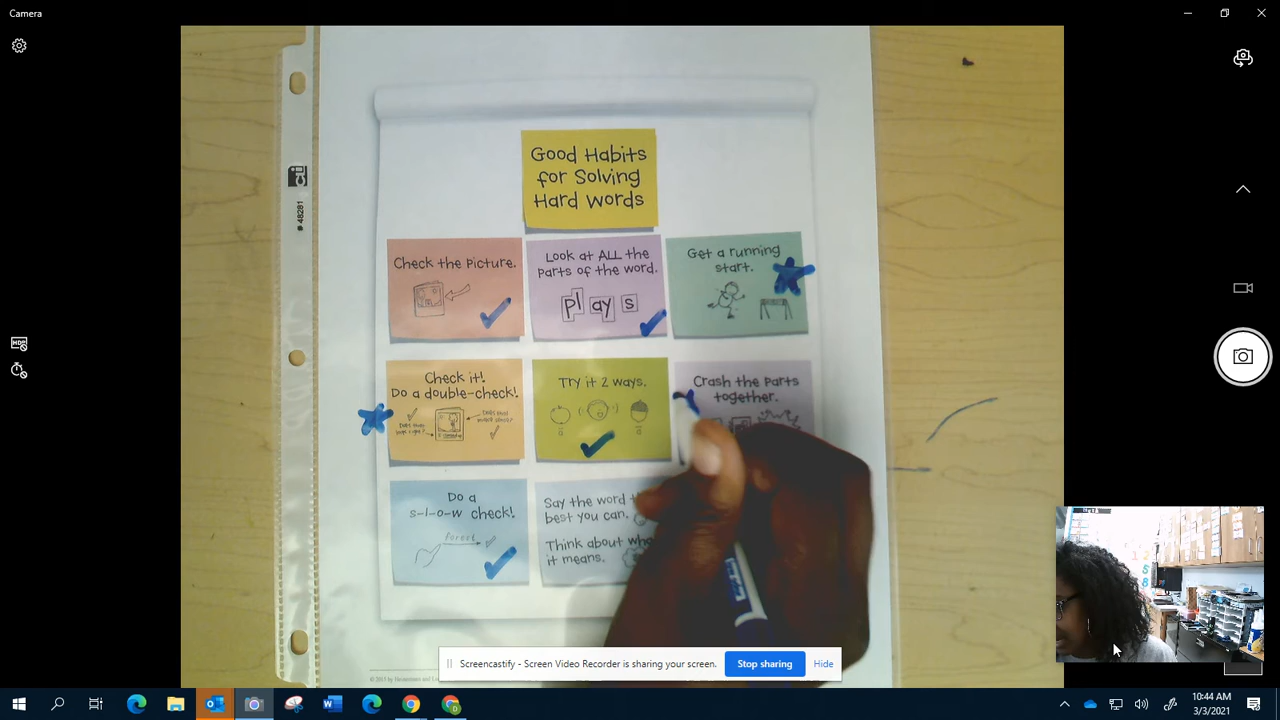 Camera
# 48281
Good Habits
for Solving
Hard Words
Check the Picture.
Look at ALL the
Parts of the word.
pl ay s
Get a running
start.
Check it!
Do a double-check!
Try it 2 ways.
Crash the Parts
together.
Do a
s-l-o-w check!
forest
Say the word
best you can.
Think about
it means.
Screencastify - Screen Video Recorder is sharing your screen.
Stop sharing
Hide
10:44 AM
3/3/2021